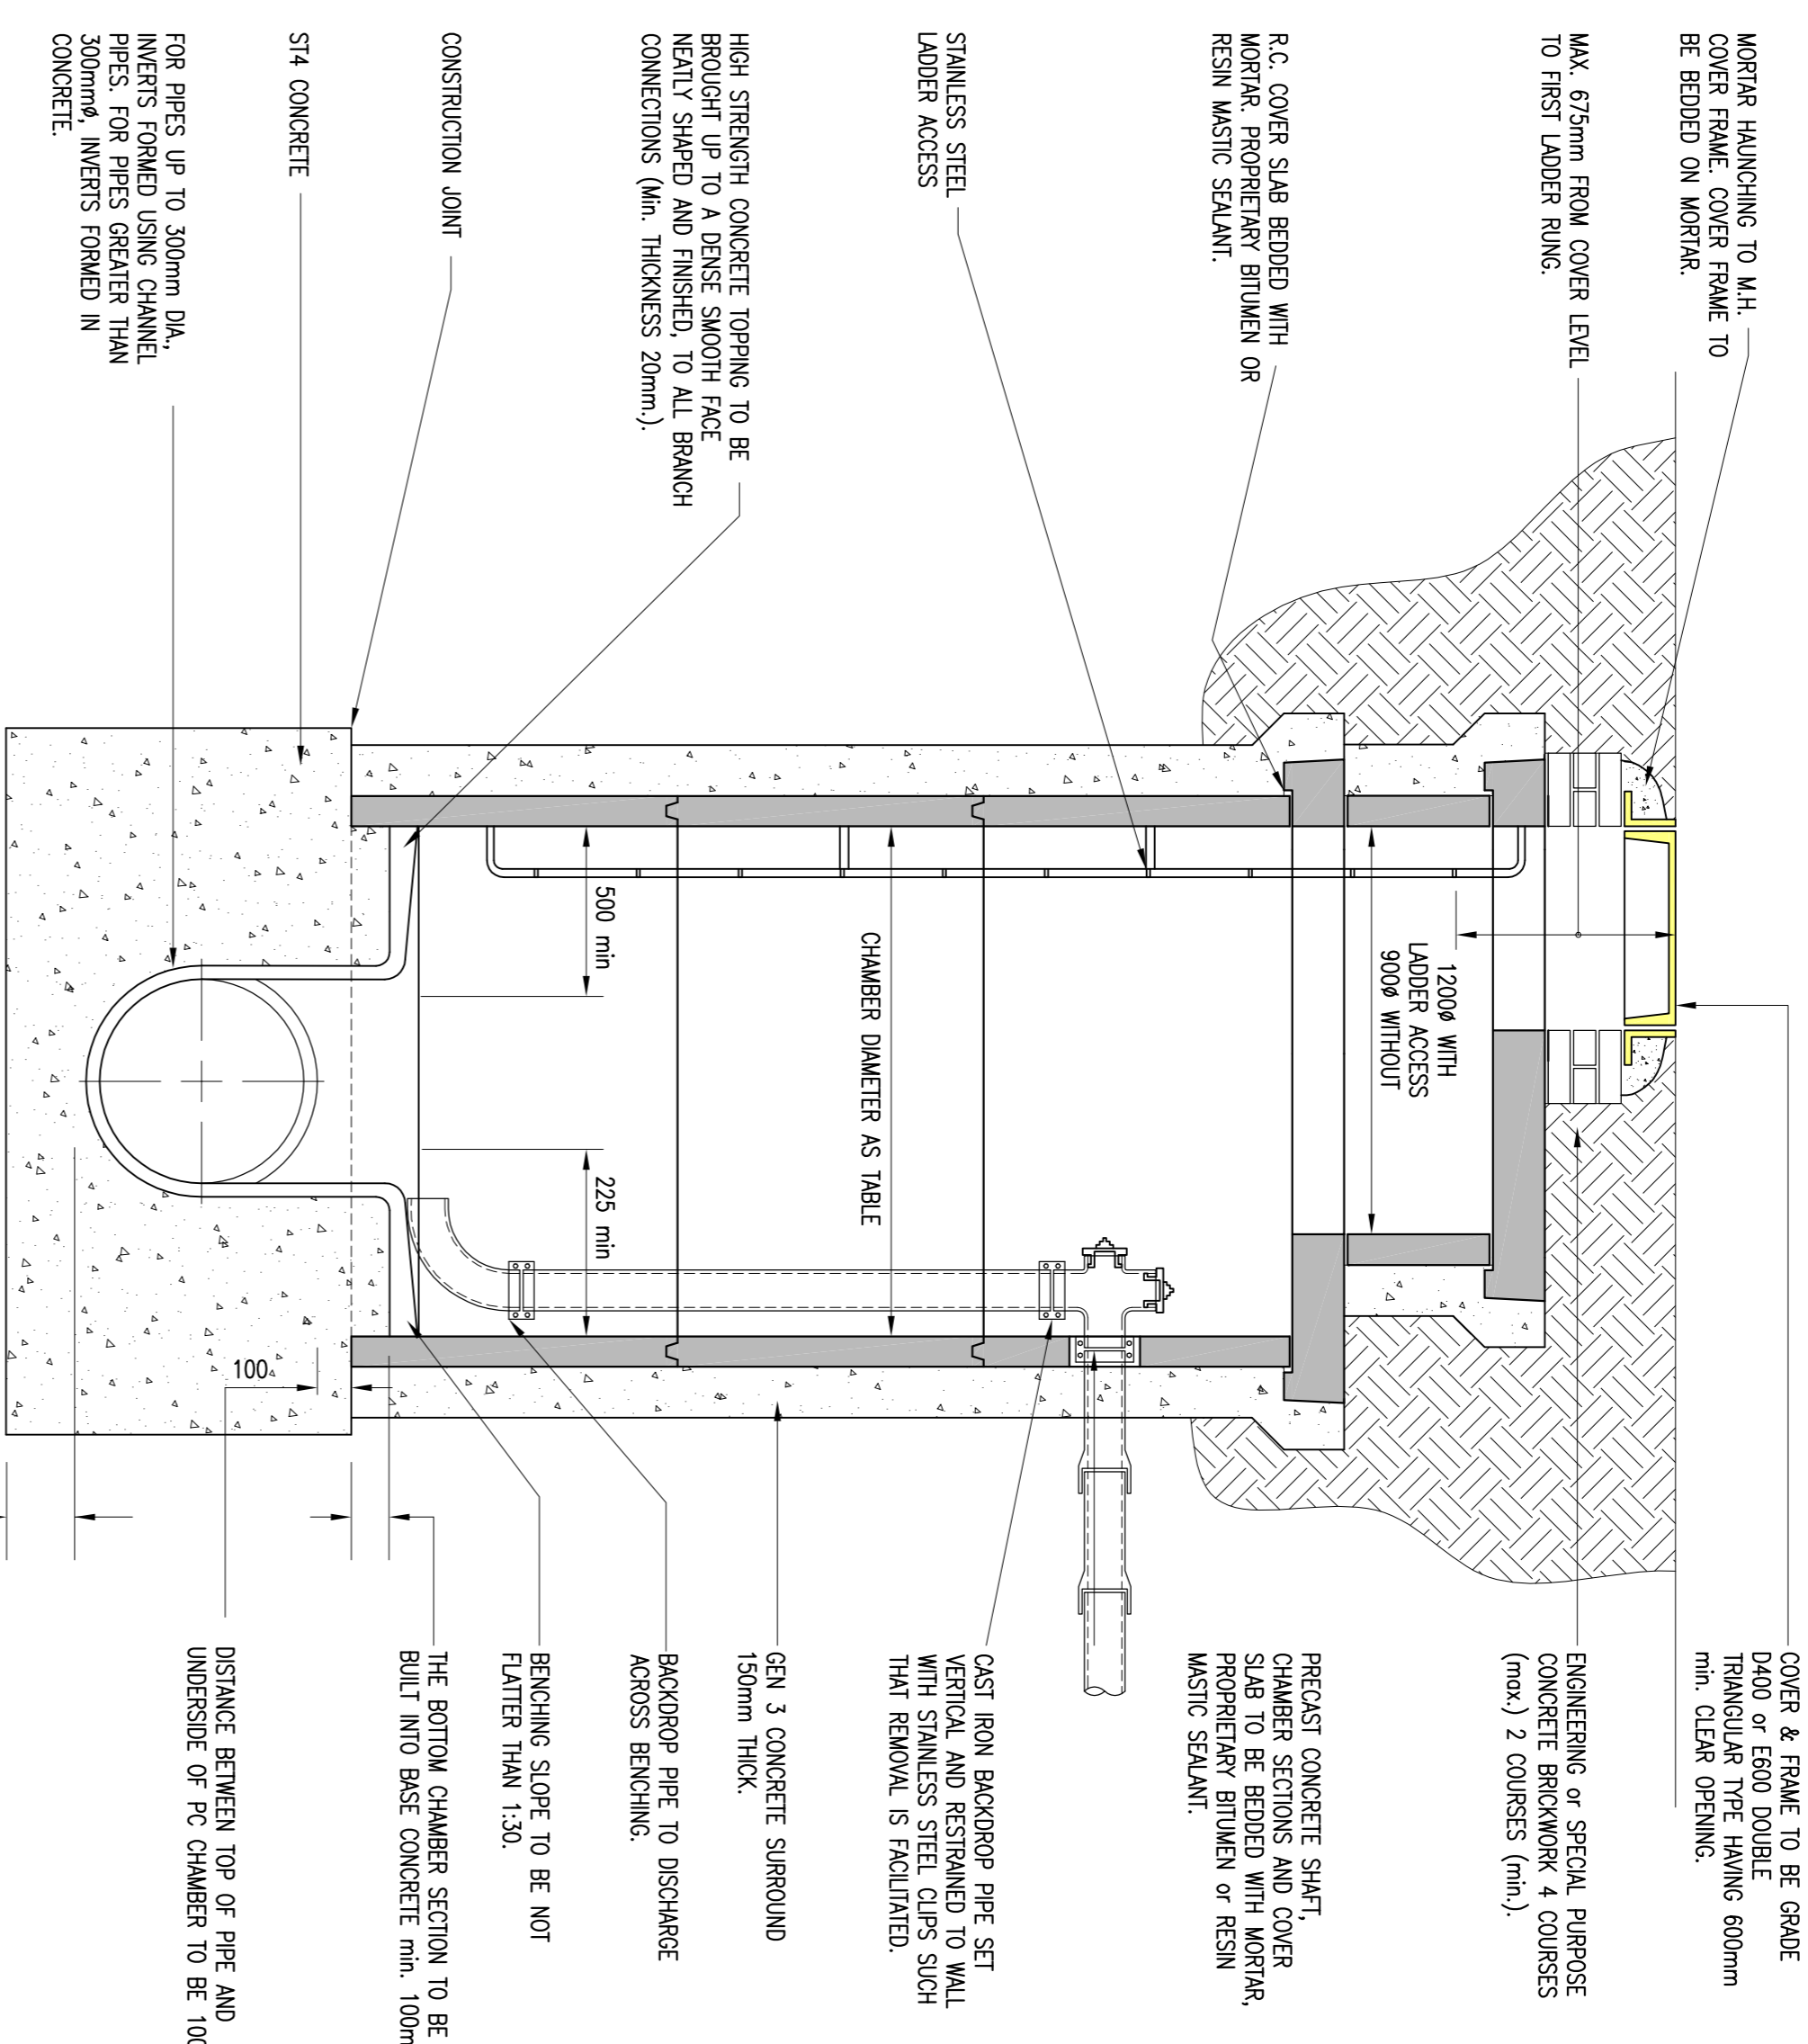 MORTAR HAUNCHING TO M.H.
COVER FRAME. COVER FRAME TO
BE BEDDED ON MORTAR.
MAX. 675mm FROM COVER LEVEL
TO FIRST LADDER RUNG.
R.C. COVER SLAB BEDDED WITH
MORTAR. PROPRIETARY BITUMEN OR
RESIN MASTIC SEALANT.
STAINLESS STEEL
LADDER ACCESS
HIGH STRENGTH CONCRETE TOPPING TO BE
BROUGHT UP TO A DENSE SMOOTH FACE
NEATLY SHAPED AND FINISHED, TO ALL BRANCH
CONNECTIONS (Min. THICKNESS 20mm.).
CONSTRUCTION JOINT
ST4 CONCRETE
FOR PIPES UP TO 300mm DIA.,
INVERTS FORMED USING CHANNEL
PIPES. FOR PIPES GREATER THAN
300mmø, INVERTS FORMED IN
CONCRETE.
1200ø WITH
LADDER ACCESS
900ø WITHOUT
CHAMBER DIAMETER AS TABLE
500 min
225 min
100
COVER & FRAME TO BE GRADE
D400 or E600 DOUBLE
TRIANGULAR TYPE HAVING 600mm
min. CLEAR OPENING.
ENGINEERING or SPECIAL PURPOSE
CONCRETE BRICKWORK 4 COURSES
(max.) 2 COURSES (min.).
PRECAST CONCRETE SHAFT,
CHAMBER SECTIONS AND COVER
SLAB TO BE BEDDED WITH MORTAR,
PROPRIETARY BITUMEN or RESIN
MASTIC SEALANT.
CAST IRON BACKDROP PIPE SET
VERTICAL AND RESTRAINED TO WALL
WITH STAINLESS STEEL CLIPS SUCH
THAT REMOVAL IS FACILITATED.
GEN 3 CONCRETE SURROUND
150mm THICK.
BACKDROP PIPE TO DISCHARGE
ACROSS BENCHING.
BENCHING SLOPE TO BE NOT
FLATTER THAN 1:30.
THE BOTTOM CHAMBER SECTION TO BE
BUILT INTO BASE CONCRETE min. 100m
DISTANCE BETWEEN TOP OF PIPE AND
UNDERSIDE OF PC CHAMBER TO BE 100